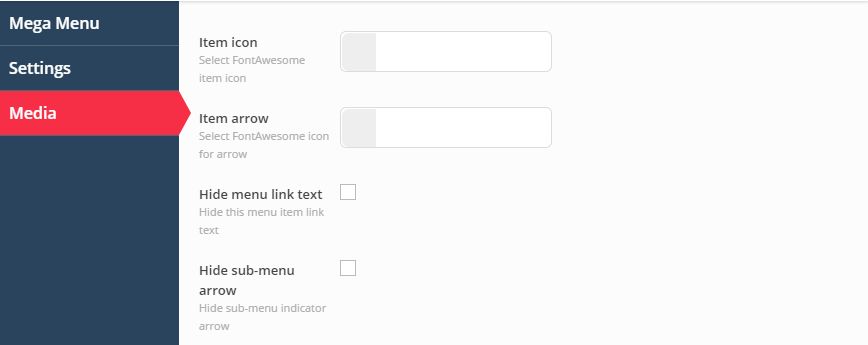 Mega Menu
Settings
Media
Item icon
Select FontAwesome
item icon
Item arrow
Select FontAwesome icon
for arrow
Hide menu link text
Hide this menu item link
text
Hide sub-menu
arrow
Hide sub-menu indicator
arrow